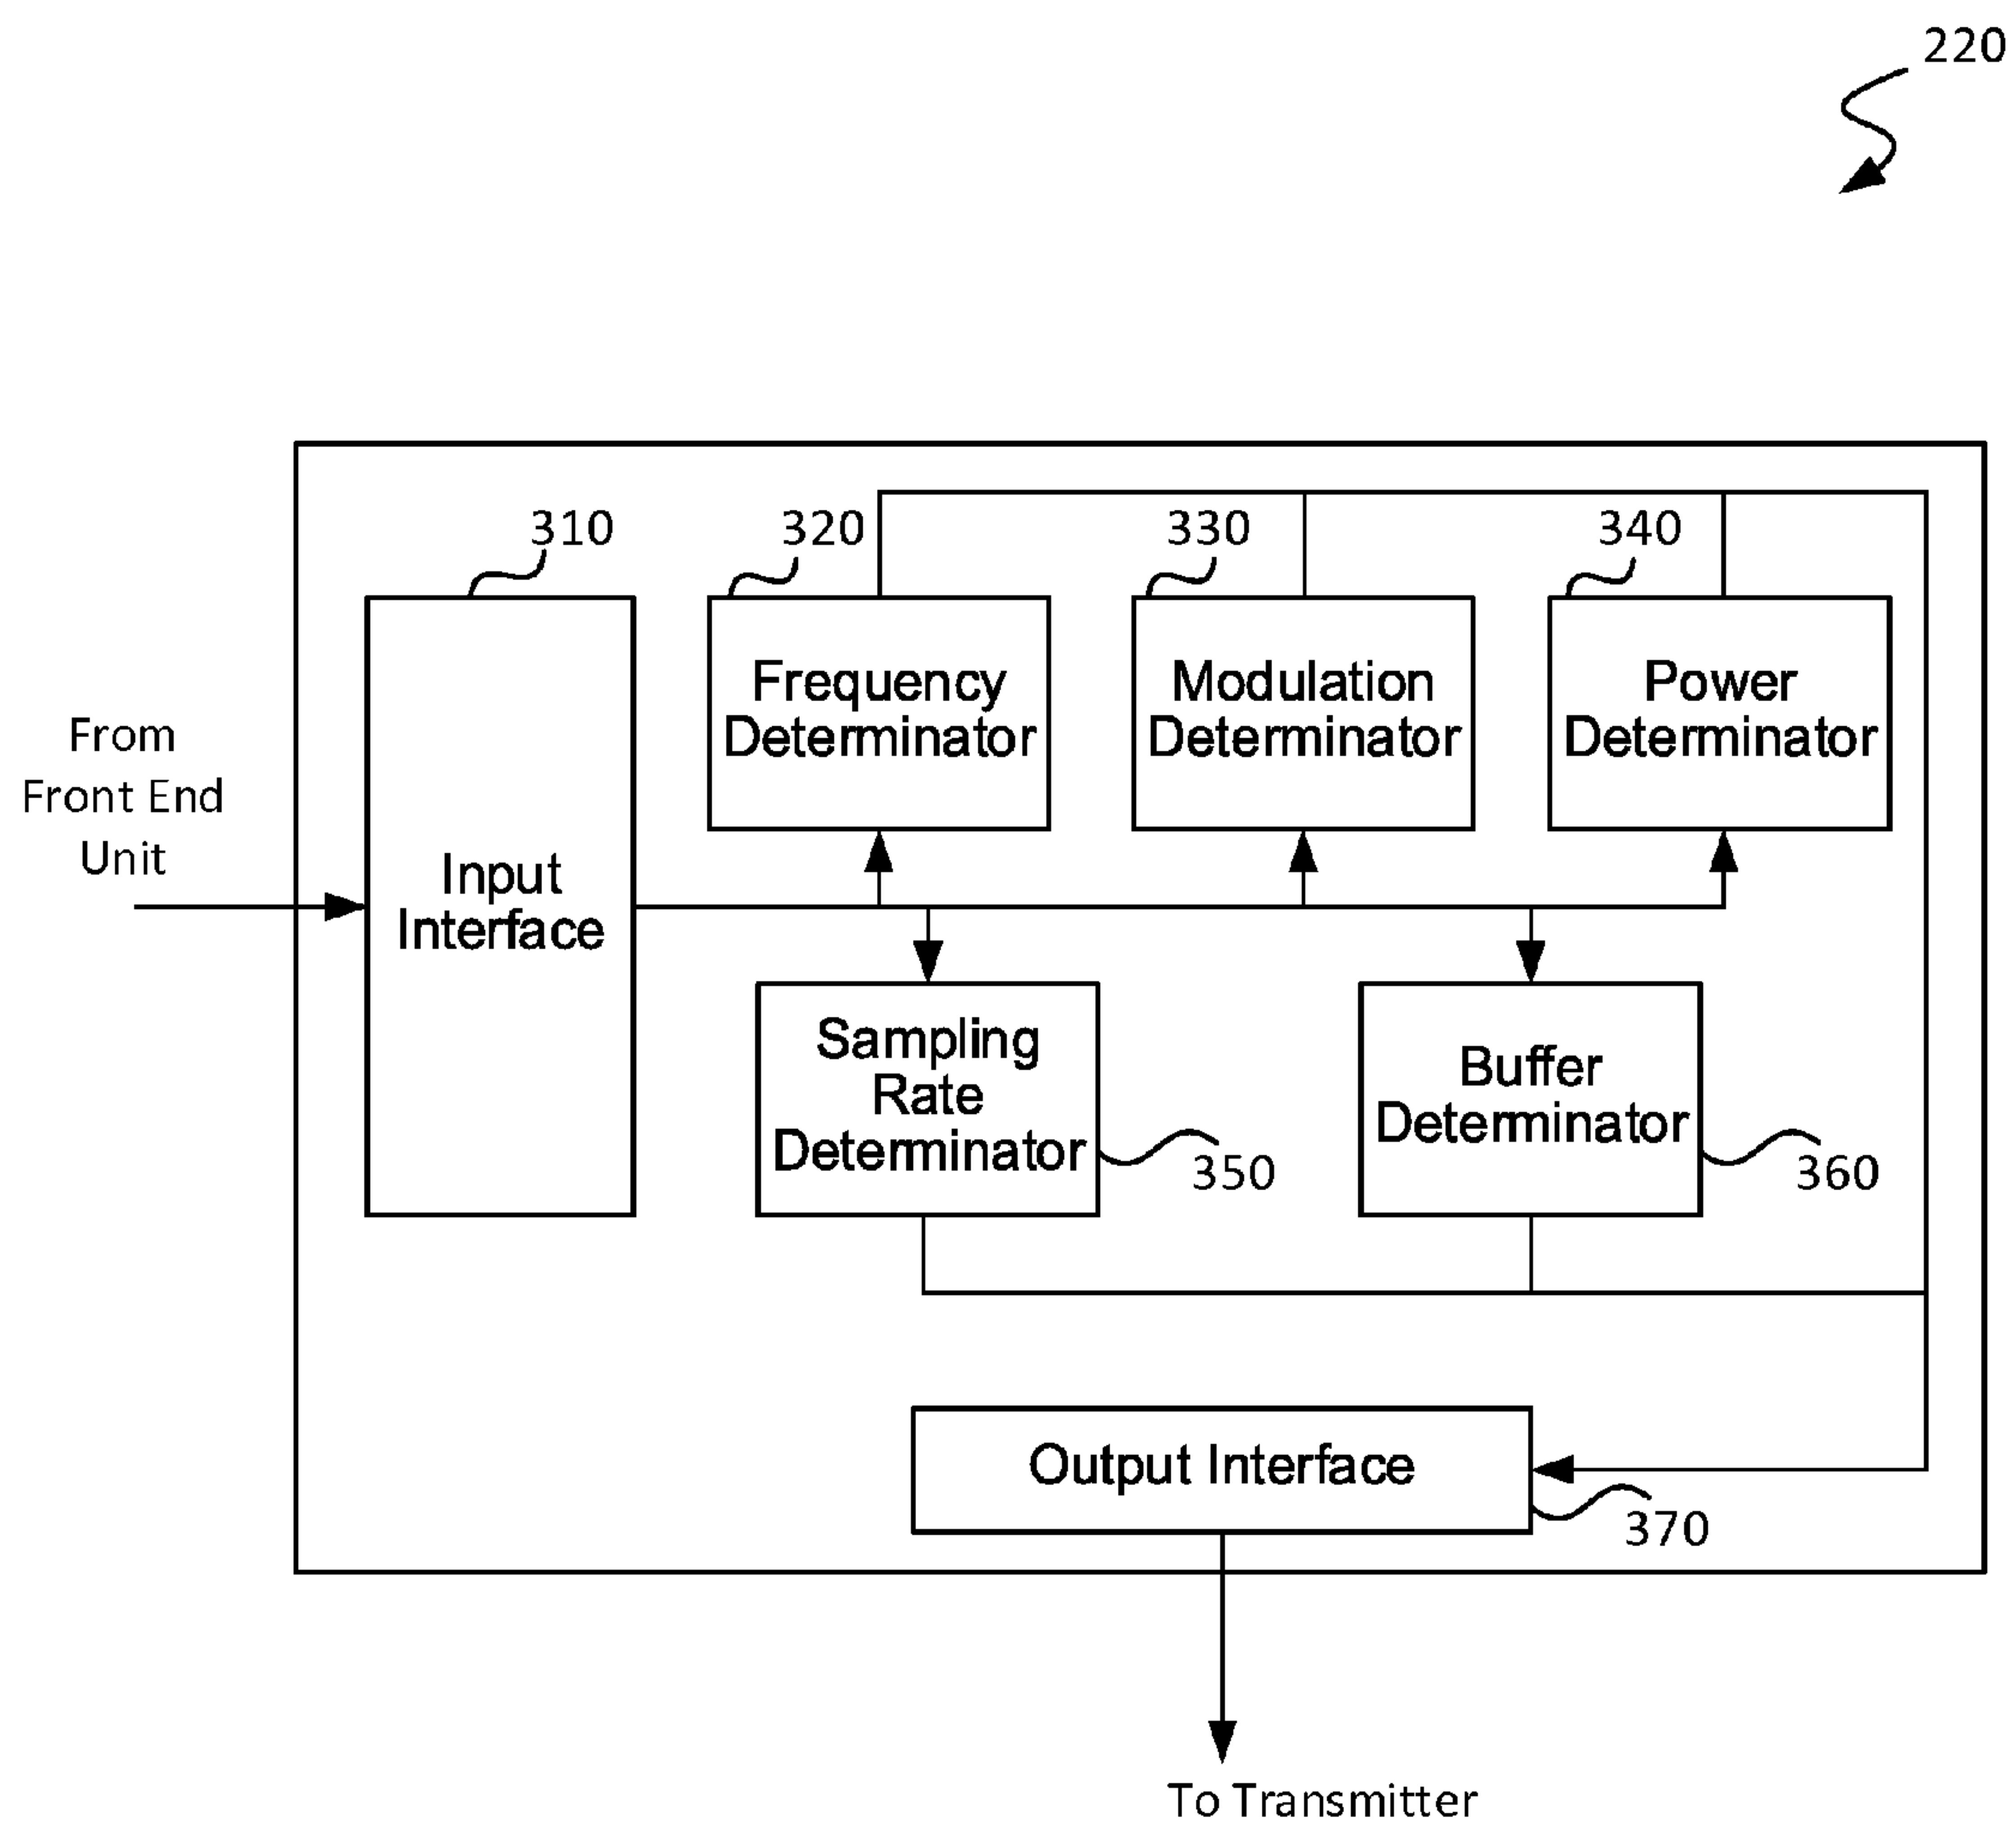 220
310
320
330
340
From
Front End
Unit
Input
Interface
Frequency
Determinator
Modulation
Determinator
Power
Determinator
Sampling
Rate
Determinator
350
Buffer
Determinator
360
Output Interface
370
To Transmitter